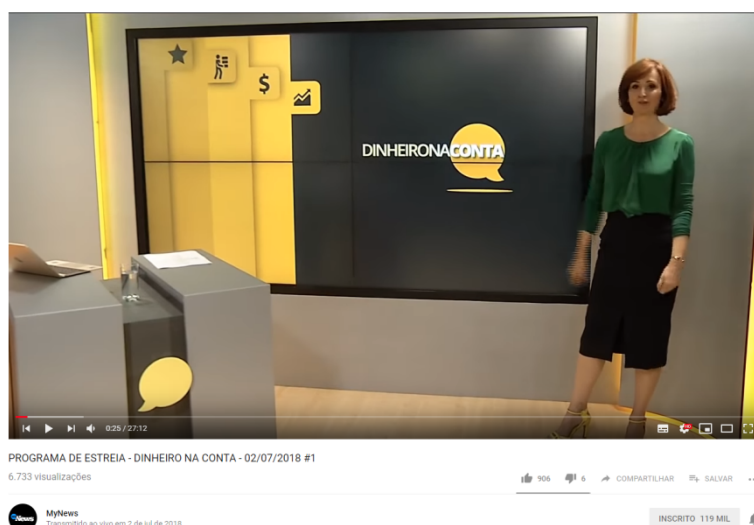 $
DINHEIRONACONTA
0:25 / 27:12
PROGRAMA DE ESTREIA - DINHEIRO NA CONTA - 02/07/2018 #1
6.733 visualizações
906 6 COMPARTILHAR SALVAR
MyNews
Transmitido ao vivo em 2 de jul de 2018
INSCRITO 119 MIL